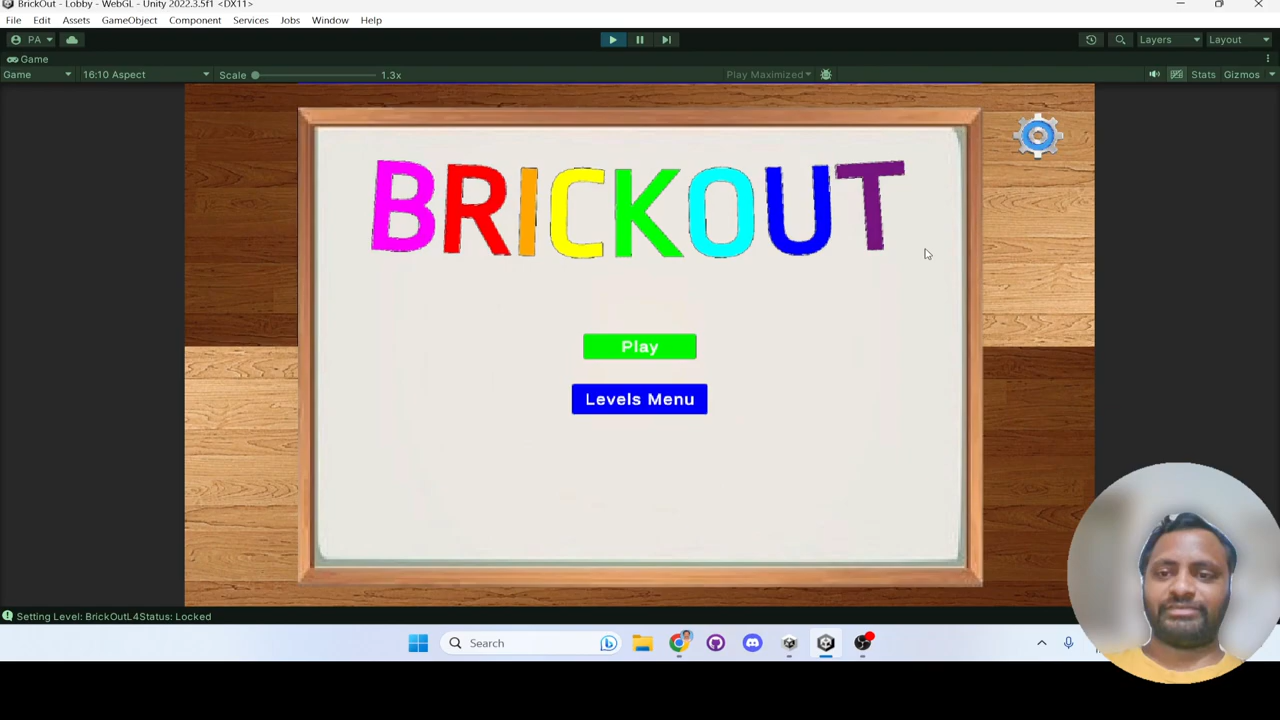 BrickOut - Lobby - WebGL - Unity 2022.3.5f1 <DX11>
File Edit Assets GameObject Component Services Jobs Window Help
PA Layers Layout
Game
Game 16:10 Aspect Scale 1.3x Play Maximized Stats Gizmos
BRICKOUT
Play
Levels Menu
Setting Level: BrickOutL4Status: Locked
Search